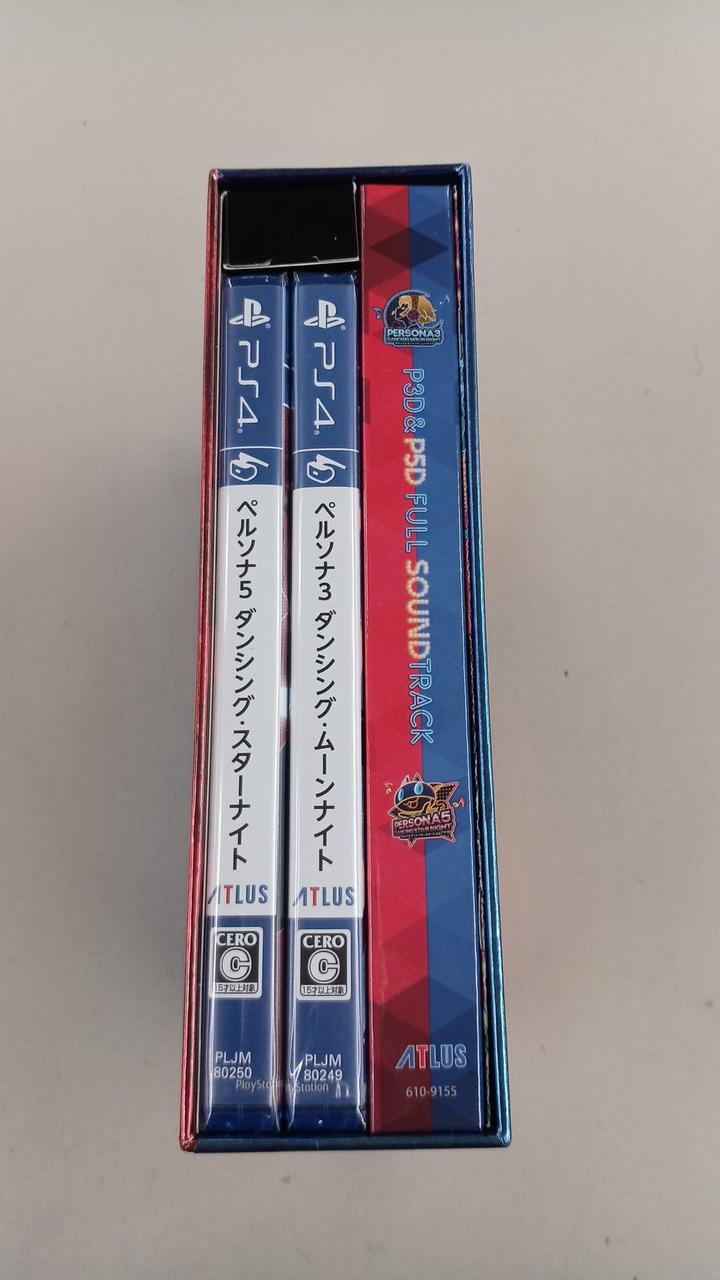 PS4
ペルソナ5 ダンシング・スターナイト
ATLUS
CERO
C
15才以上対象
PLJM
80250
PlayStation
PS4
ペルソナ3 ダンシング・ムーンナイト
ATLUS
CERO
C
15才以上対象
PLJM
80249
PERSONA3
DANCING MOON NIGHT
P3D & P5D FULL SOUNDTRACK
PERSONA5
DANCING STAR NIGHT
ATLUS
610-9155